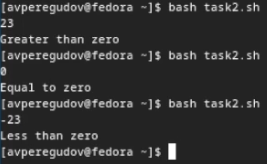 [avperegudov@fedora ~]$ bash task2.sh
23
Greater than zero
[avperegudov@fedora ~]$ bash task2.sh
0
Equal to zero
[avperegudov@fedora ~]$ bash task2.sh
-23
Less than zero
[avperegudov@fedora ~]$